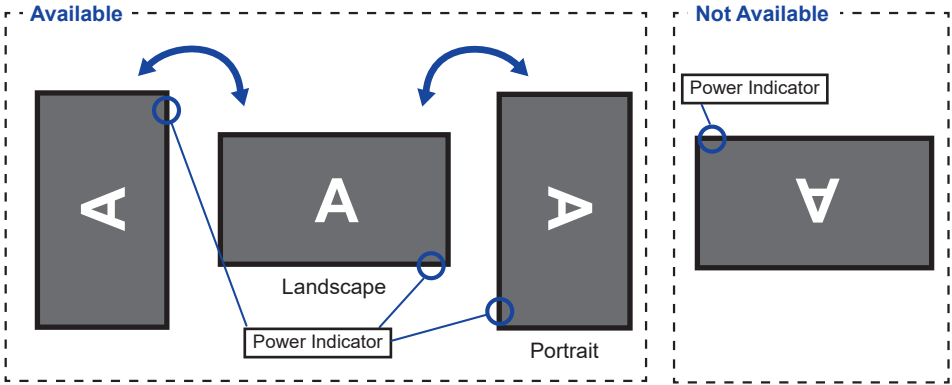 Available
Not Available
Power Indicator
A
A
A
A
Landscape
Power Indicator
Portrait